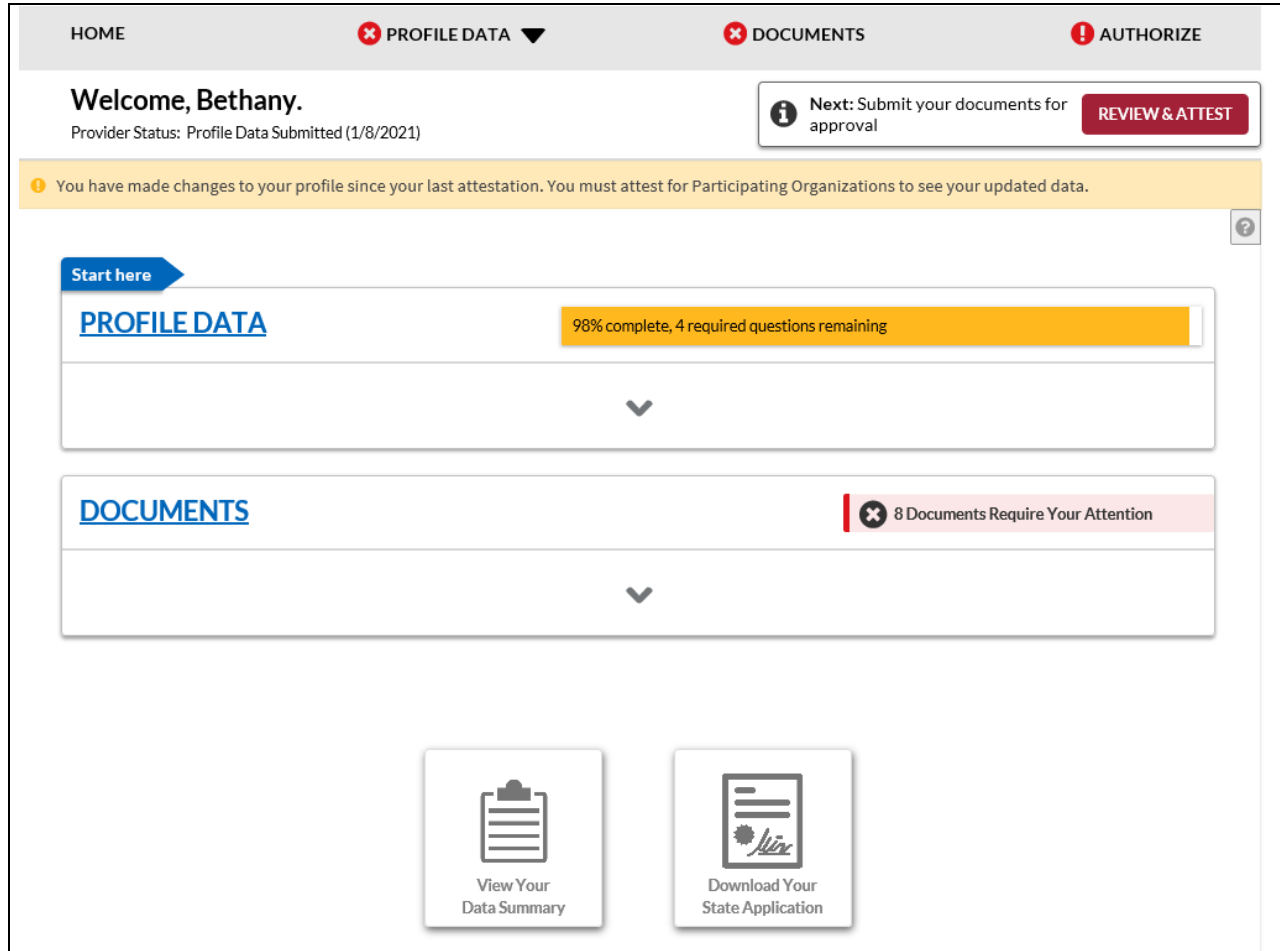 HOME
PROFILE DATA
DOCUMENTS
AUTHORIZE
Welcome, Bethany.
Provider Status: Profile Data Submitted (1/8/2021)
Next: Submit your documents for
approval
REVIEW & ATTEST
You have made changes to your profile since your last attestation. You must attest for Participating Organizations to see your updated data.
Start here
PROFILE DATA
98% complete, 4 required questions remaining
DOCUMENTS
8 Documents Require Your Attention
View Your
Data Summary
Download Your
State Application